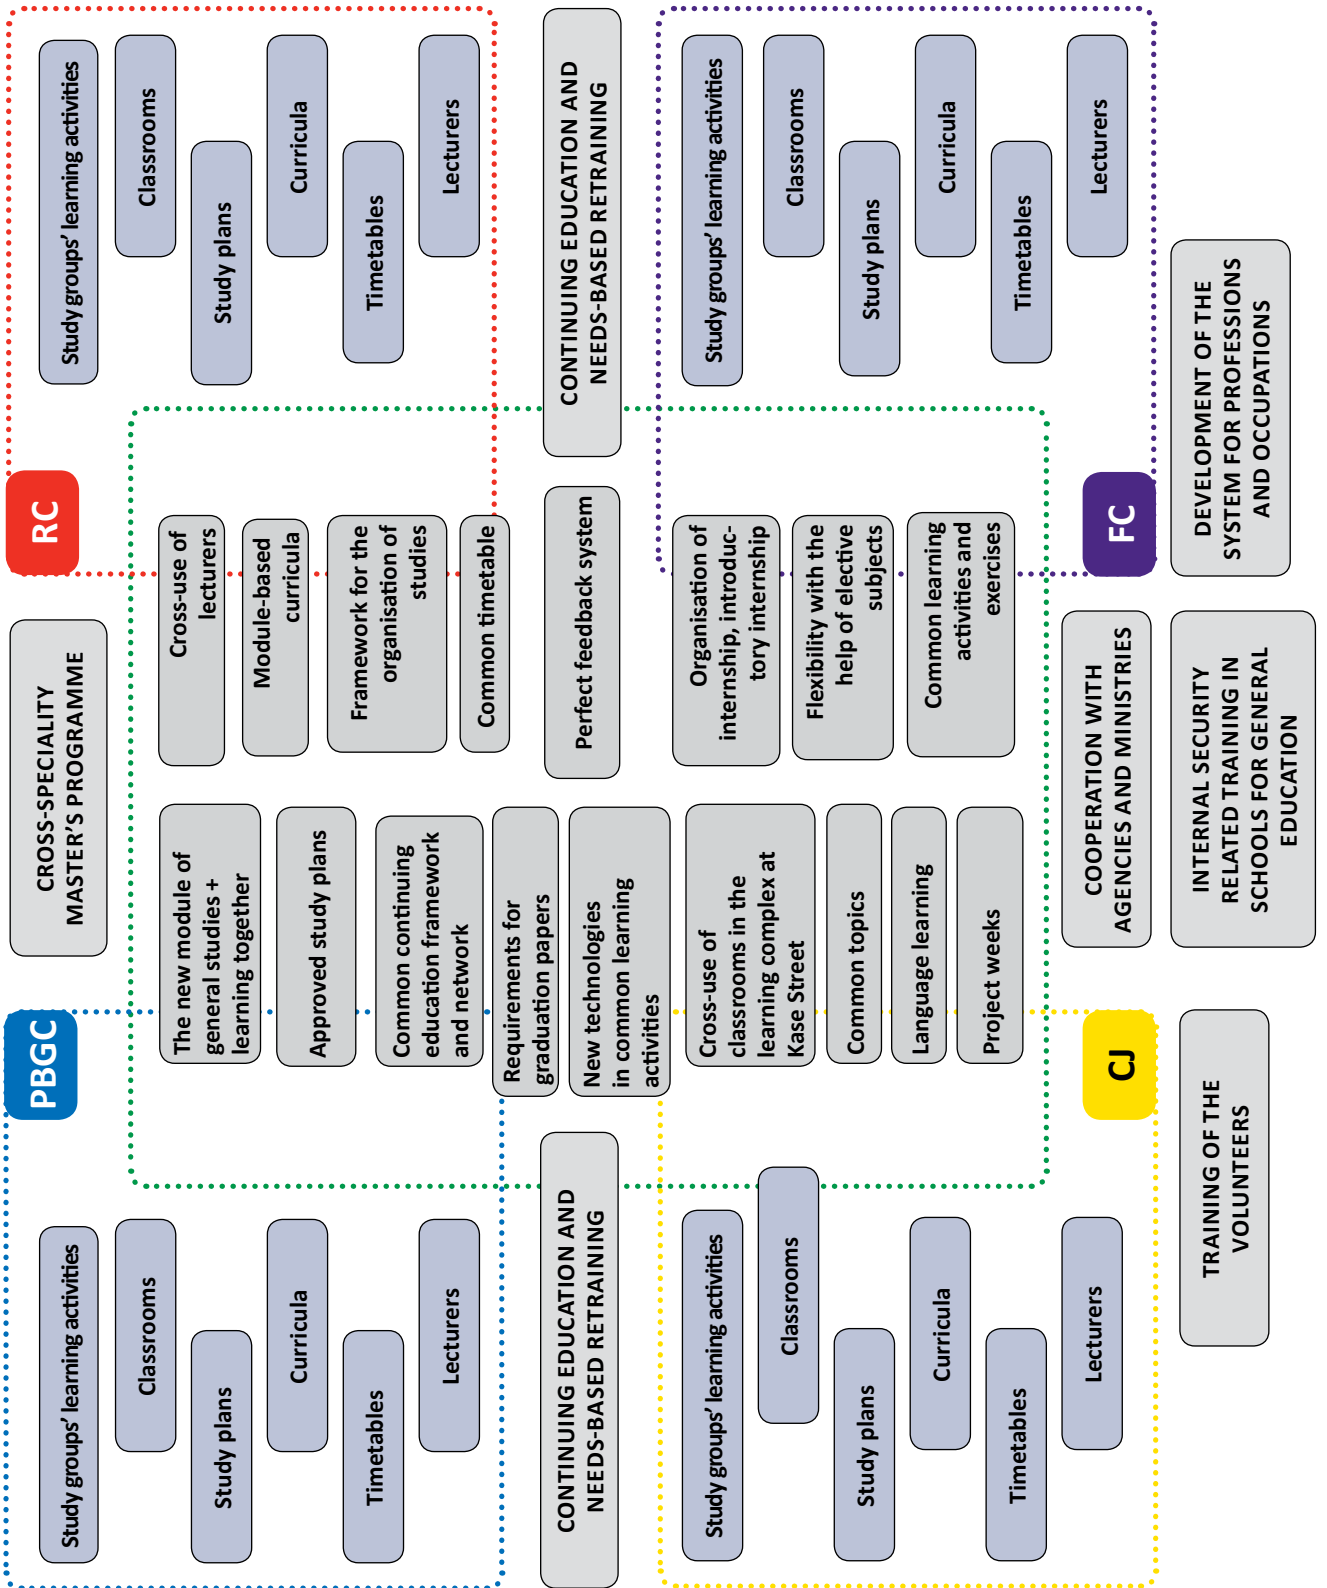 PBGC
Study groups' learning activities
Classrooms
Study plans
Curricula
Timetables
Lecturers
CROSS-SPECIALITY
MASTER'S PROGRAMME
RC
Study groups' learning activities
Classrooms
Study plans
Curricula
Timetables
Lecturers
The new module of
general studies +
learning together
Approved study plans
Common continuing
education framework
and network
Requirements for
graduation papers
New technologies
in common learning
activities
Cross-use of
classrooms in the
learning complex at
Kase Street
Common topics
Language learning
Project weeks
Cross-use of
lecturers
Module-based
curricula
Framework for the
organisation of
studies
Common timetable
Perfect feedback system
Organisation of
internship, introduc-
tory internship
Flexibility with the
help of elective
subjects
Common learning
activities and
exercises
CONTINUING EDUCATION AND
NEEDS-BASED RETRAINING
CONTINUING EDUCATION AND
NEEDS-BASED RETRAINING
Study groups' learning activities
Classrooms
Study plans
Curricula
Timetables
Lecturers
CJ
Study groups' learning activities
Classrooms
Study plans
Curricula
Timetables
Lecturers
FC
COOPERATION WITH
AGENCIES AND MINISTRIES
TRAINING OF THE
VOLUNTEERS
INTERNAL SECURITY
RELATED TRAINING IN
SCHOOLS FOR GENERAL
EDUCATION
DEVELOPMENT OF THE
SYSTEM FOR PROFESSIONS
AND OCCUPATIONS